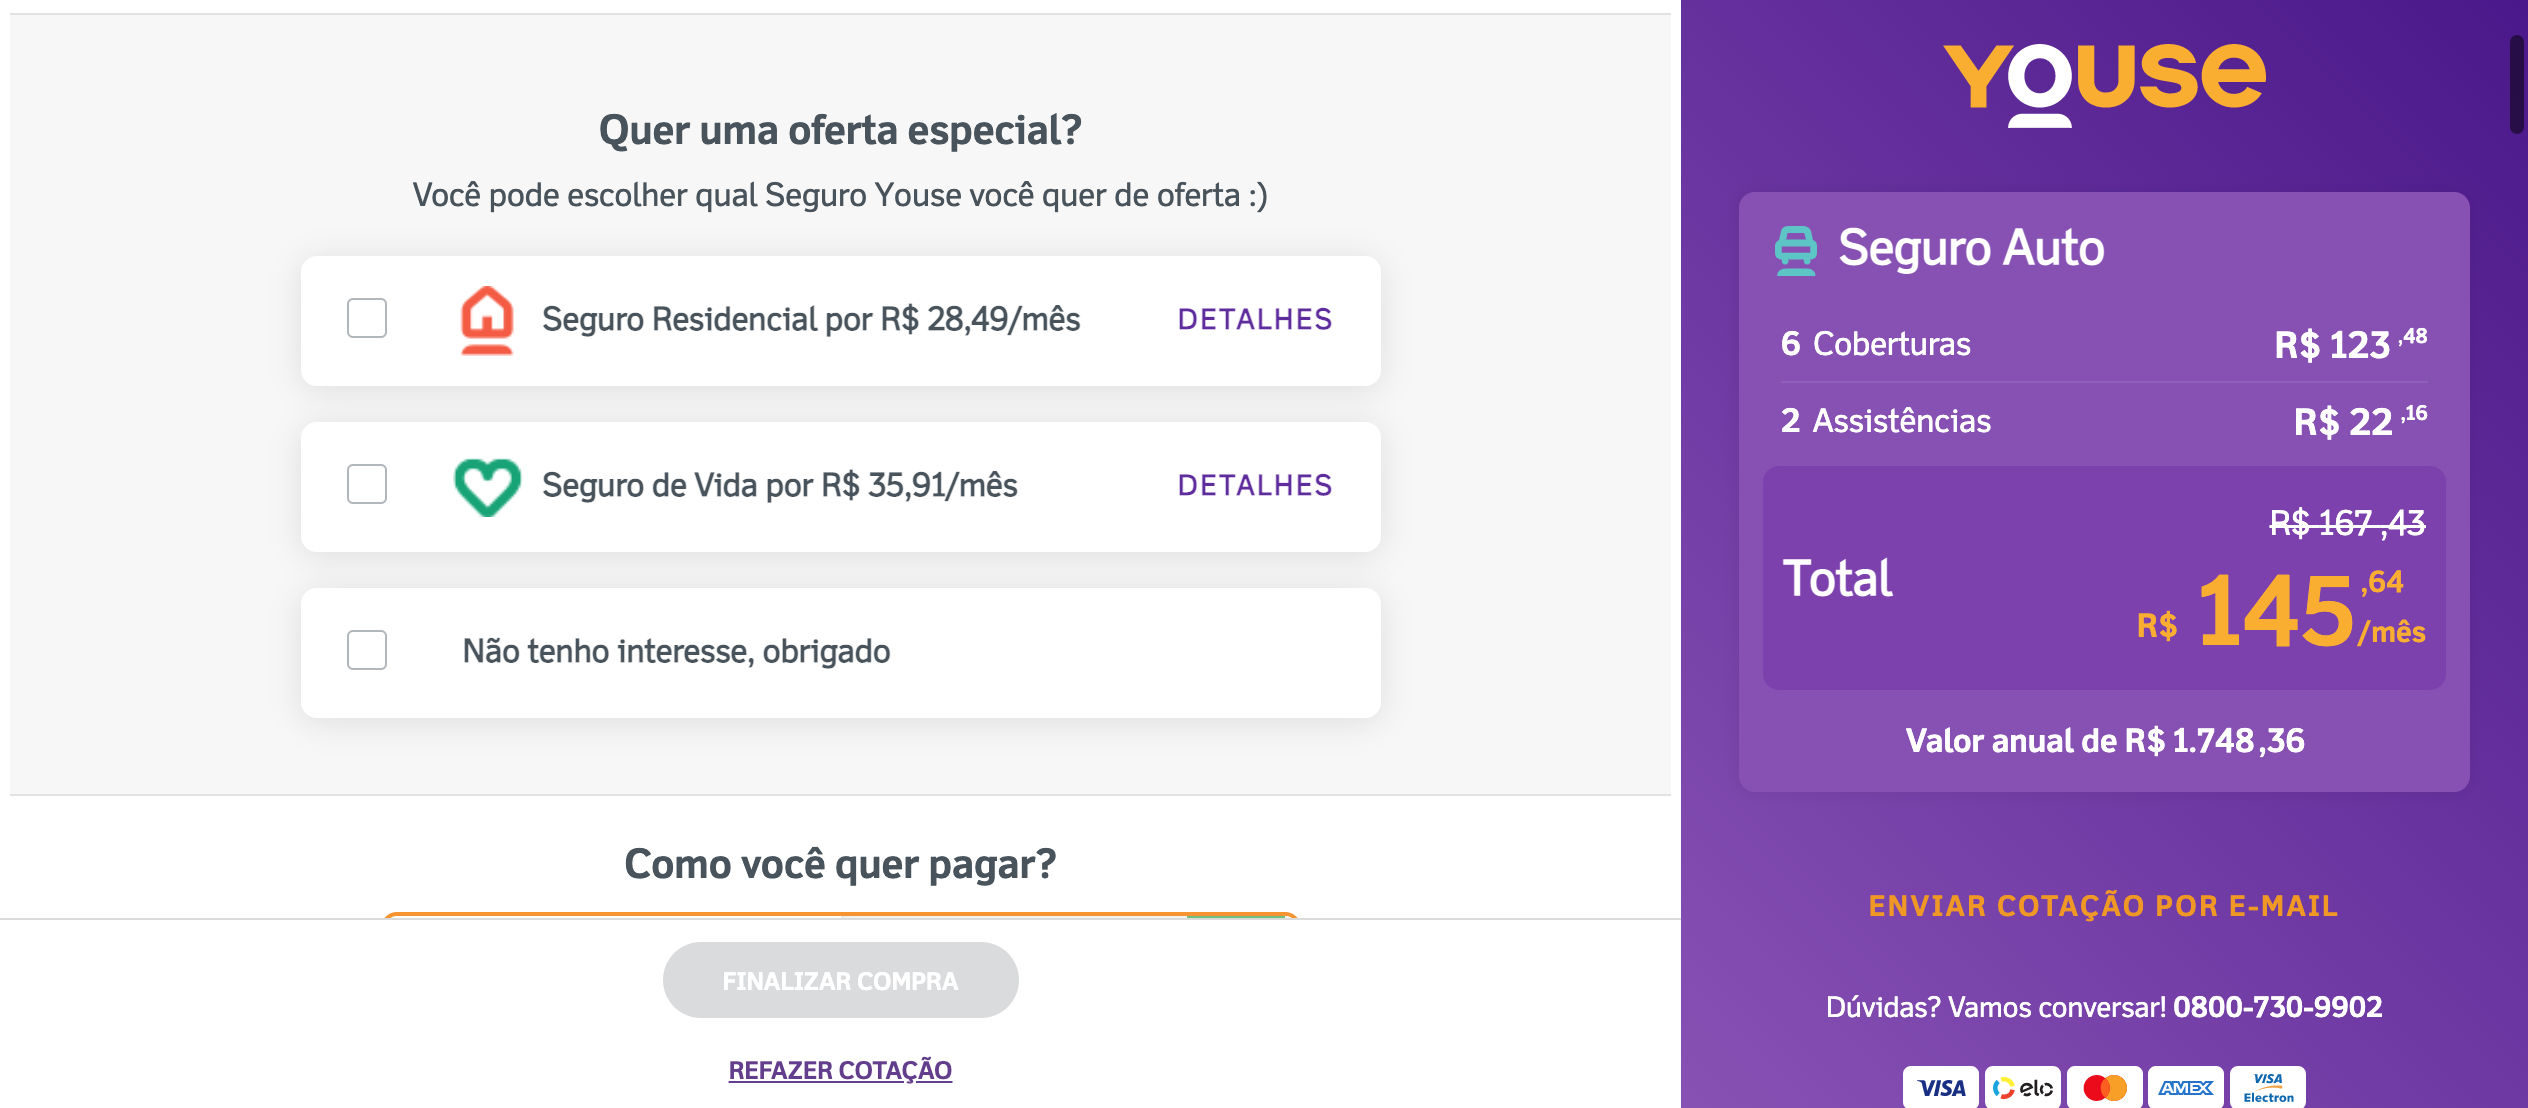 Quer uma oferta especial?
Você pode escolher qual Seguro Youse você quer de oferta :)
Seguro Residencial por R$ 28,49/mês
DETALHES
Seguro de Vida por R$ 35,91/mês
DETALHES
Não tenho interesse, obrigado
Como você quer pagar?
FINALIZAR COMPRA
REFAZER COTAÇÃO
YOUSE
Seguro Auto
6 Coberturas R$ 123,48
2 Assistências R$ 22,16
R$ 167,43
Total R$ 145,64/mês
Valor anual de R$ 1.748,36
ENVIAR COTAÇÃO POR E-MAIL
Dúvidas? Vamos conversar! 0800-730-9902
VISA elo AMEX VISA Electron